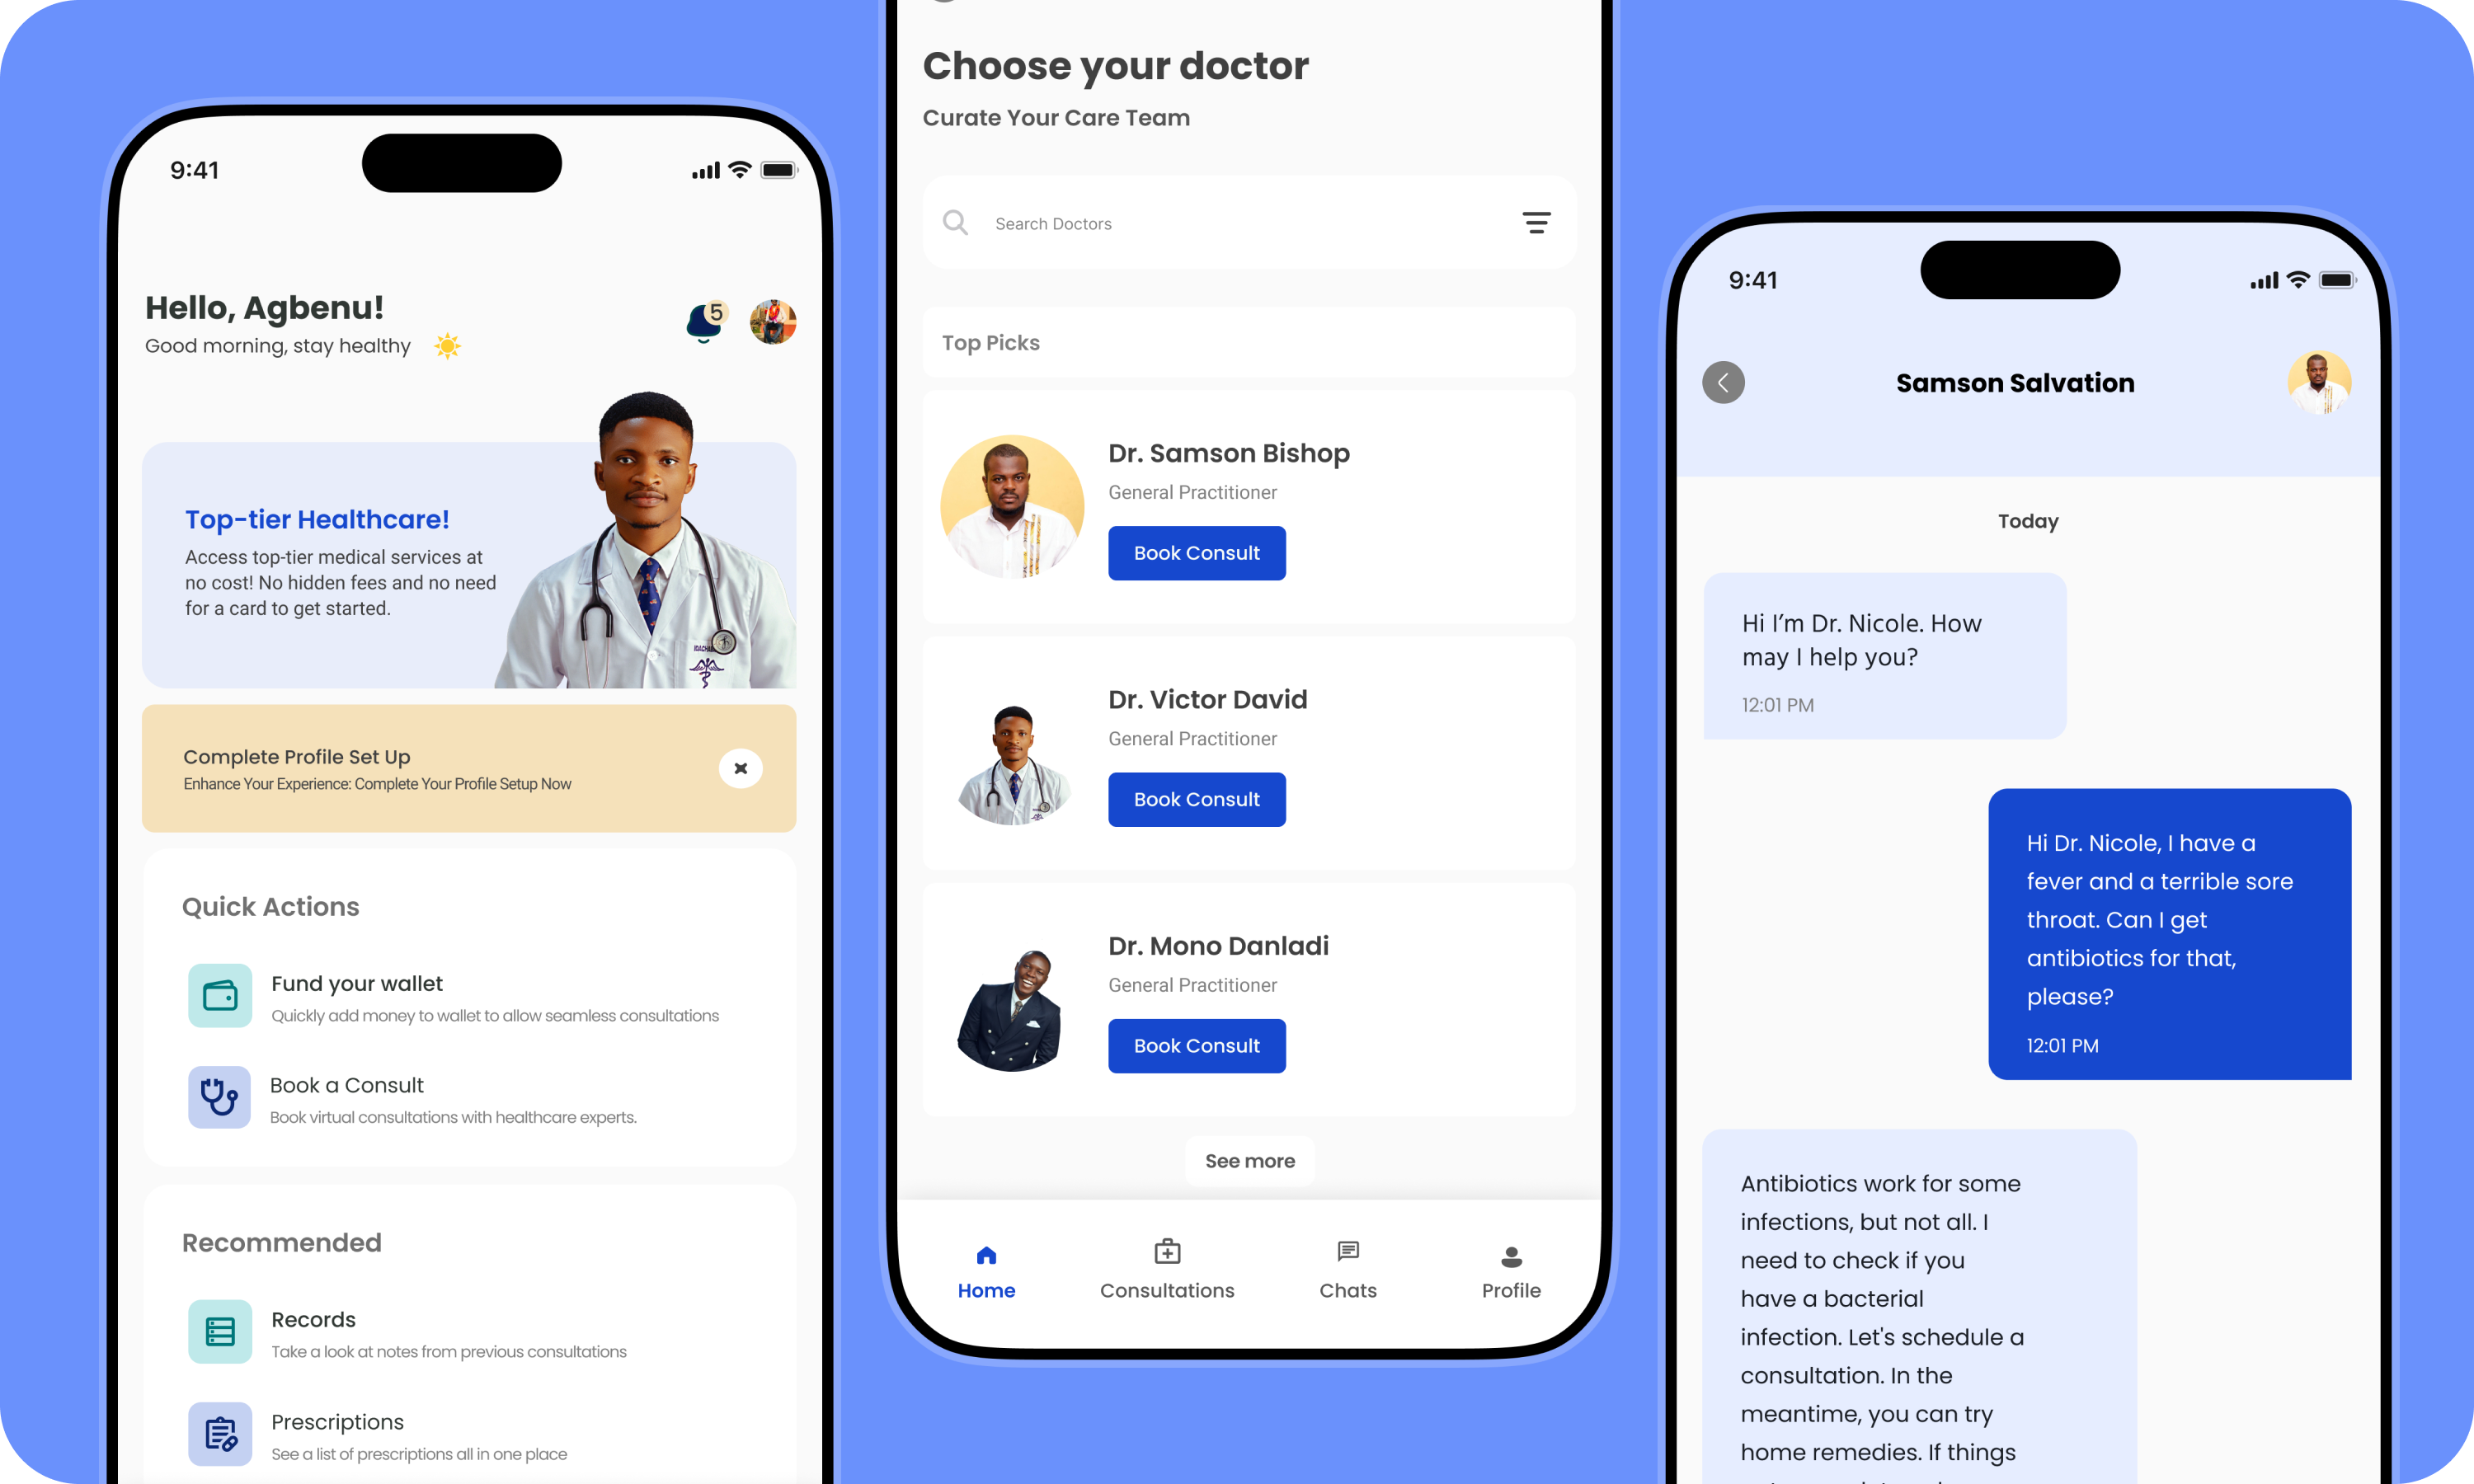 9:41
Hello, Agbenu!
Good morning, stay healthy
5
Top-tier Healthcare!
Access top-tier medical services at
no cost! No hidden fees and no need
for a card to get started.
Complete Profile Set Up
Enhance Your Experience: Complete Your Profile Setup Now
Quick Actions
Fund your wallet
Quickly add money to wallet to allow seamless consultations
Book a Consult
Book virtual consultations with healthcare experts.
Recommended
Records
Take a look at notes from previous consultations
Prescriptions
See a list of prescriptions all in one place
Choose your doctor
Curate Your Care Team
Search Doctors
Top Picks
Dr. Samson Bishop
General Practitioner
Book Consult
Dr. Victor David
General Practitioner
Book Consult
Dr. Mono Danladi
General Practitioner
Book Consult
See more
Home
Consultations
Chats
Profile
9:41
Samson Salvation
Today
Hi I’m Dr. Nicole. How
may I help you?
12:01 PM
Hi Dr. Nicole, I have a
fever and a terrible sore
throat. Can I get
antibiotics for that,
please?
12:01 PM
Antibiotics work for some
infections, but not all. I
need to check if you
have a bacterial
infection. Let's schedule a
consultation. In the
meantime, you can try
home remedies. If things